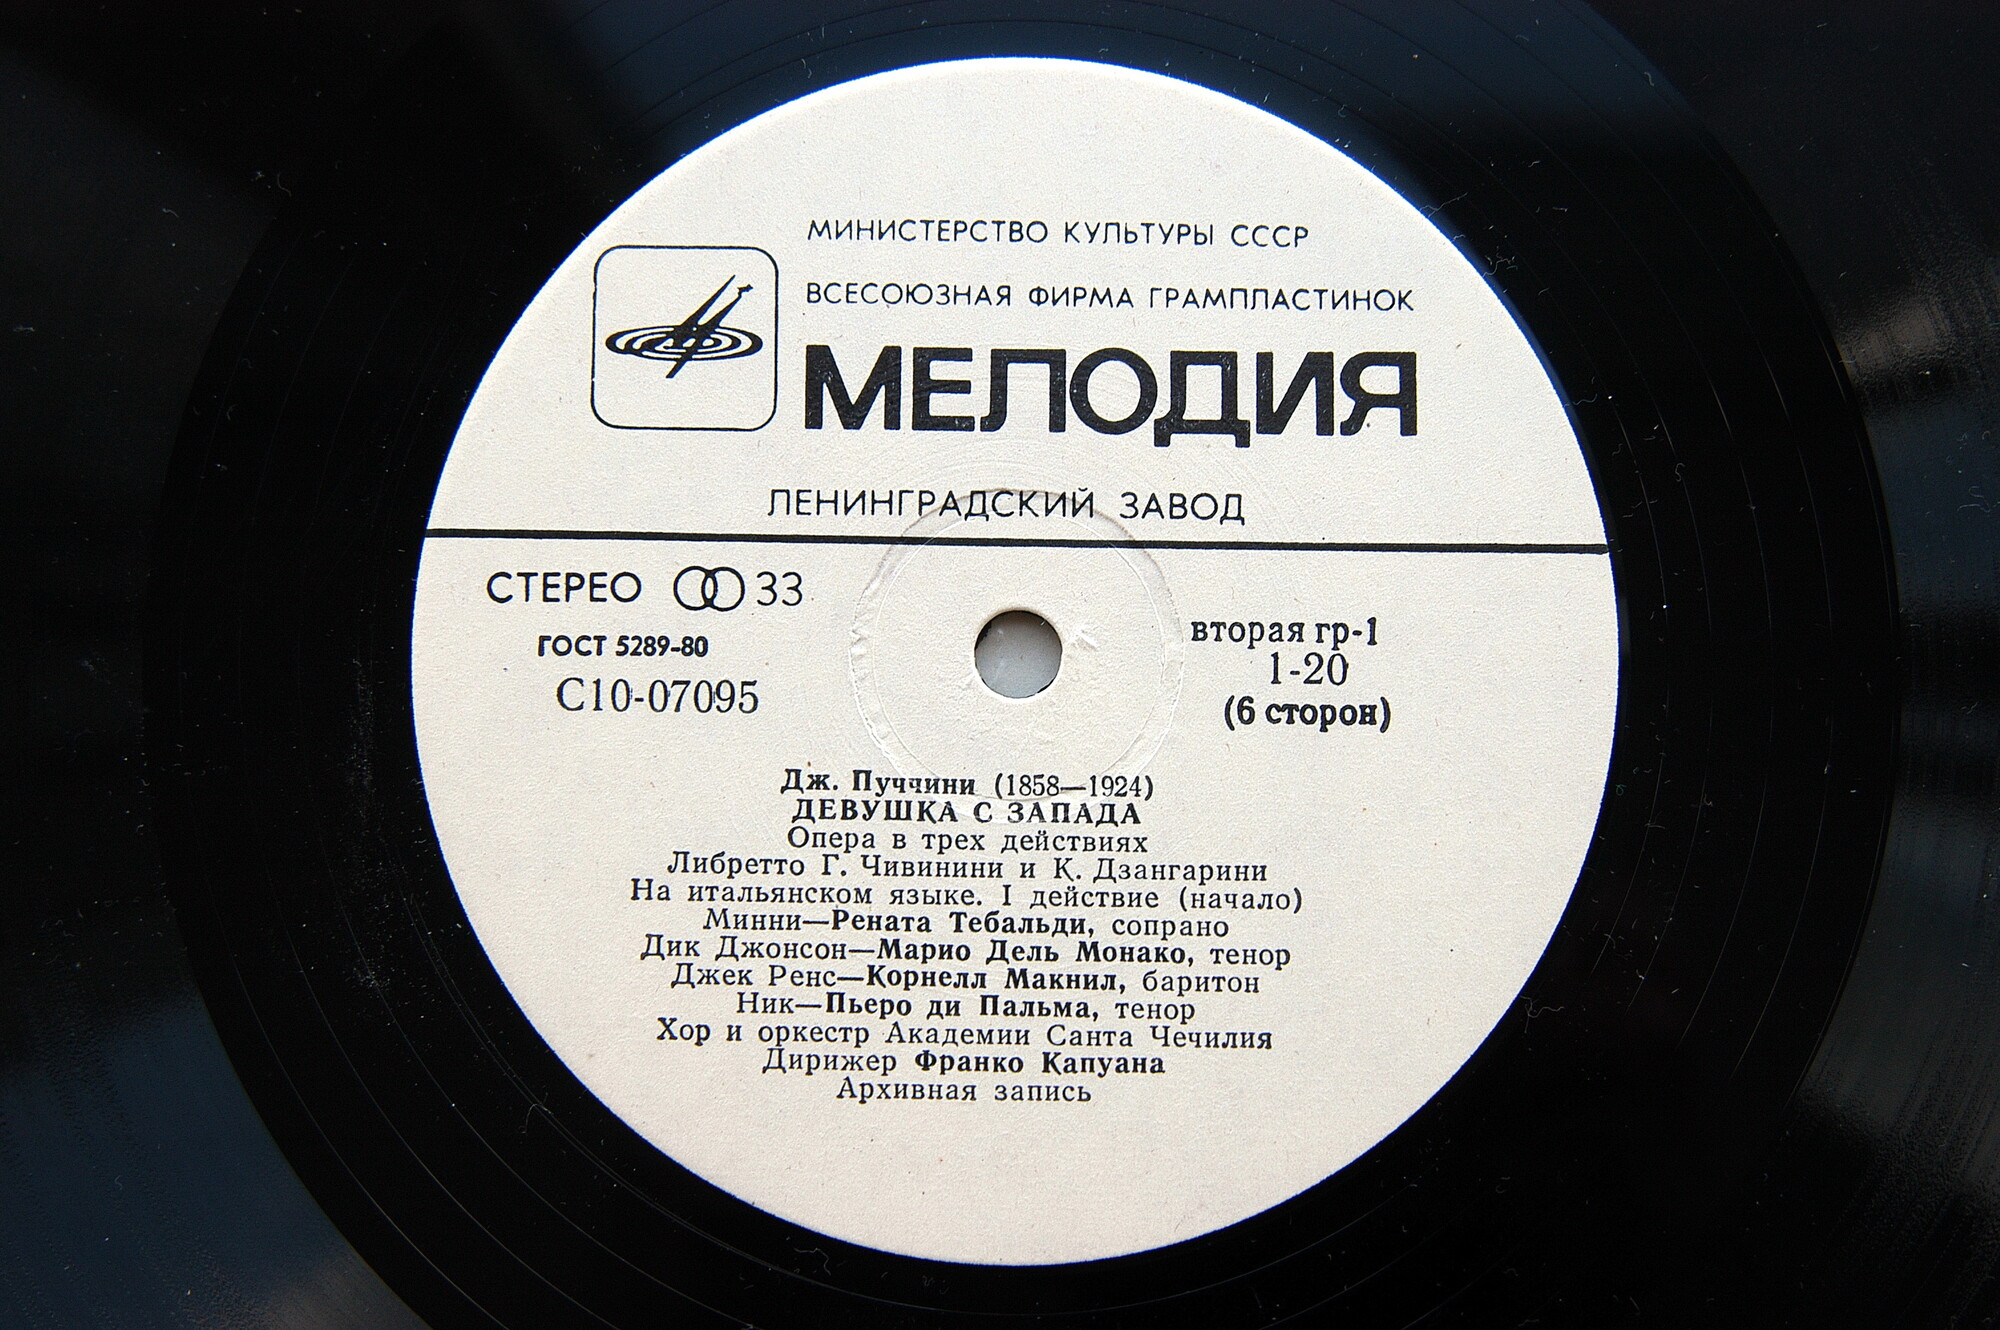 МИНИСТЕРСТВО КУЛЬТУРЫ СССР
ВСЕСОЮЗНАЯ ФИРМА ГРАМПЛАСТИНОК
МЕЛОДИЯ
ЛЕНИНГРАДСКИЙ ЗАВОД
СТЕРЕО 33
ГОСТ 5289-80
С10-07095
вторая гр-1
1-20
(6 сторон)
Дж. Пуччини (1858—1924)
ДЕВУШКА С ЗАПАДА
Опера в трех действиях
Либретто Г. Чивинини и К. Дзангарини
На итальянском языке. I действие (начало)
Минни—Рената Тебальди, сопрано
Дик Джонсон—Марио Дель Монако, тенор
Джек Ренс—Корнелл Макнил, баритон
Ник—Пьеро ди Пальма, тенор
Хор и оркестр Академии Санта Чечилия
Дирижер Франко Капуана
Архивная запись